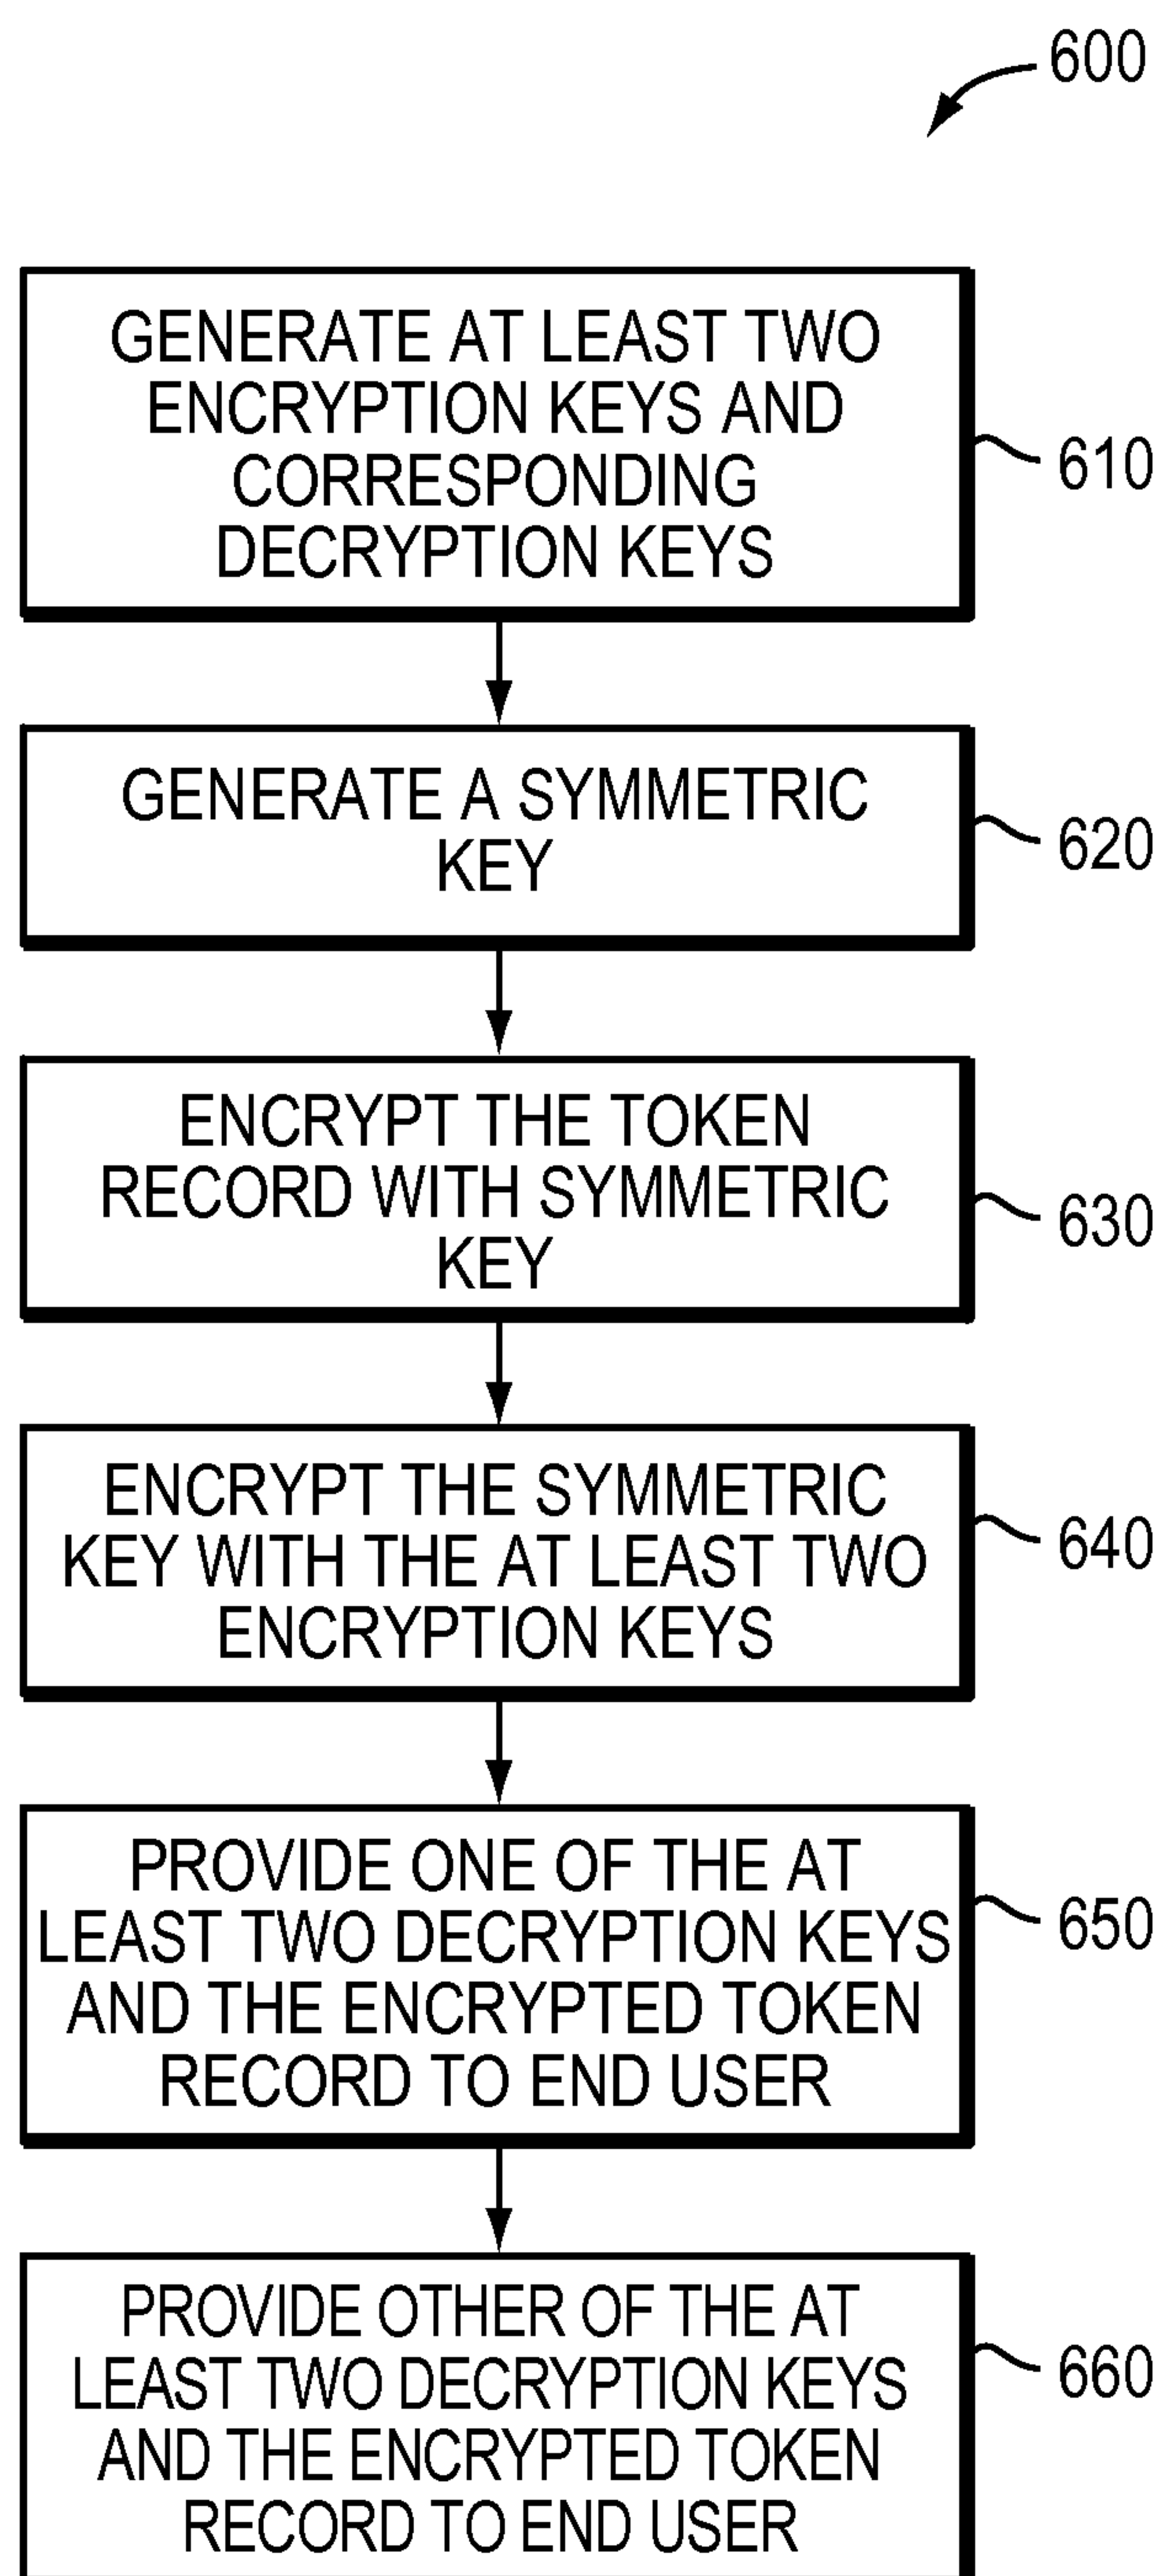 600
GENERATE AT LEAST TWO
ENCRYPTION KEYS AND
CORRESPONDING
DECRYPTION KEYS
610
GENERATE A SYMMETRIC
KEY
620
ENCRYPT THE TOKEN
RECORD WITH SYMMETRIC
KEY
630
ENCRYPT THE SYMMETRIC
KEY WITH THE AT LEAST TWO
ENCRYPTION KEYS
640
PROVIDE ONE OF THE AT
LEAST TWO DECRYPTION KEYS
AND THE ENCRYPTED TOKEN
RECORD TO END USER
650
PROVIDE OTHER OF THE AT
LEAST TWO DECRYPTION KEYS
AND THE ENCRYPTED TOKEN
RECORD TO END USER
660